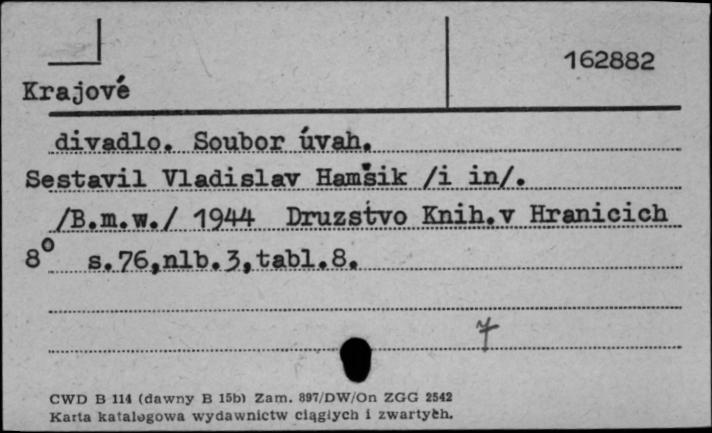 162882
Krajové
divadlo. Soubor úvah.
Sestavil Vladislav Hamšik /i in/.
/B.m.w./ 1944 Druzstvo Knih.v Hranicich
8° s.76,nlb.3,tabl.8.
7
CWD B 114 (dawny B 15b) Zam. 897/DW/On ZGG 2542
Karta katalogowa wydawnictw ciągłych i zwartych.